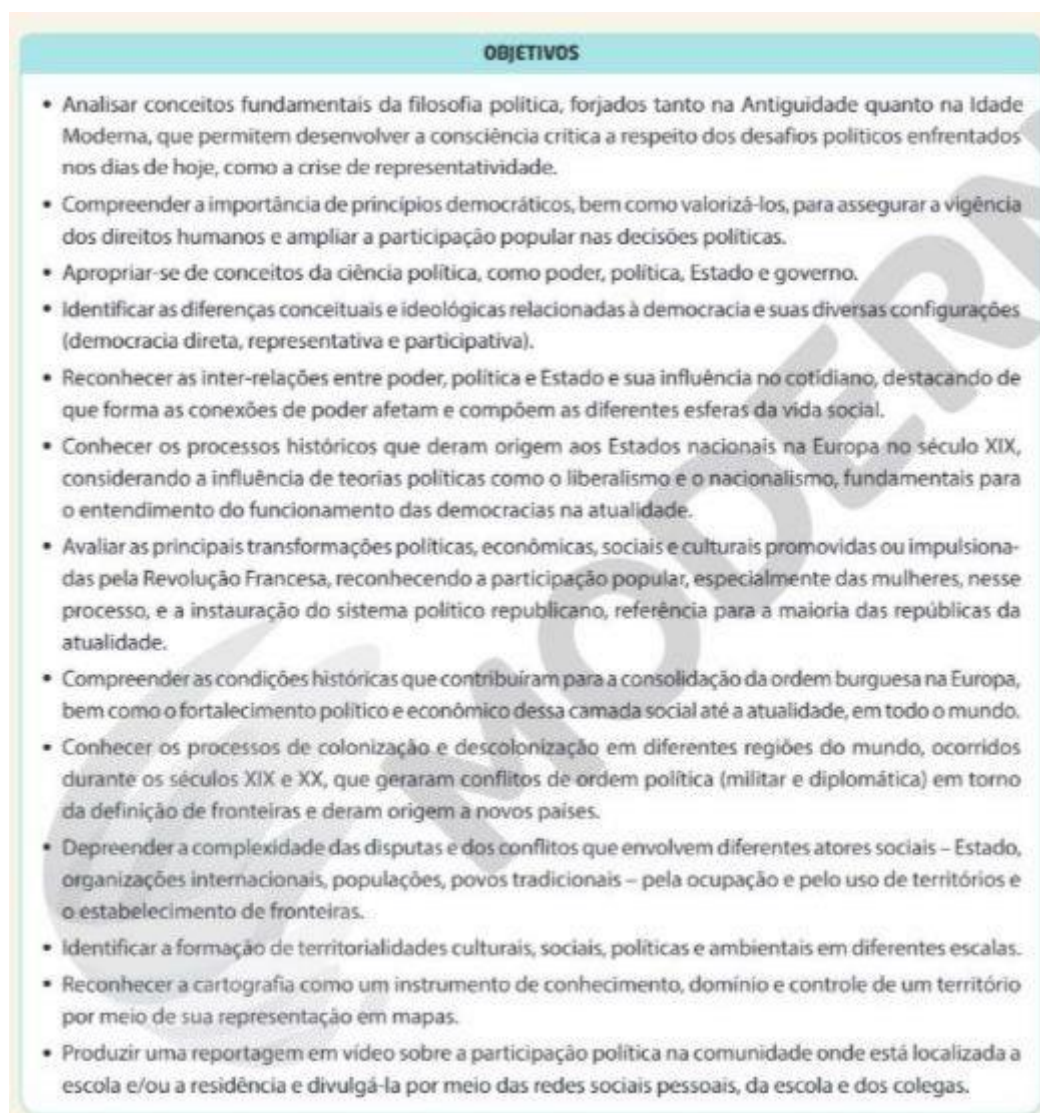 OBJETIVOS
• Analisar conceitos fundamentais da filosofia política, forjados tanto na Antiguidade quanto na Idade
Moderna, que permitem desenvolver a consciência crítica a respeito dos desafios políticos enfrentados
nos dias de hoje, como a crise de representatividade.
• Compreender a importância de princípios democráticos, bem como valorizá-los, para assegurar a vigência
dos direitos humanos e ampliar a participação popular nas decisões políticas.
• Apropriar-se de conceitos da ciência política, como poder, política, Estado e governo.
• Identificar as diferenças conceituais e ideológicas relacionadas à democracia e suas diversas configurações
(democracia direta, representativa e participativa).
• Reconhecer as inter-relações entre poder, política e Estado e sua influência no cotidiano, destacando de
que forma as conexões de poder afetam e compõem as diferentes esferas da vida social.
• Conhecer os processos históricos que deram origem aos Estados nacionais na Europa no século XIX,
considerando a influência de teorias políticas como o liberalismo e o nacionalismo, fundamentais para
o entendimento do funcionamento das democracias na atualidade.
• Avaliar as principais transformações políticas, econômicas, sociais e culturais promovidas ou impulsiona-
das pela Revolução Francesa, reconhecendo a participação popular, especialmente das mulheres, nesse
processo, e a instauração do sistema político republicano, referência para a maioria das repúblicas da
atualidade.
• Compreender as condições históricas que contribuíram para a consolidação da ordem burguesa na Europa,
bem como o fortalecimento político e econômico dessa camada social até a atualidade, em todo o mundo.
• Conhecer os processos de colonização e descolonização em diferentes regiões do mundo, ocorridos
durante os séculos XIX e XX, que geraram conflitos de ordem política (militar e diplomática) em torno
da definição de fronteiras e deram origem a novos países.
• Depreender a complexidade das disputas e dos conflitos que envolvem diferentes atores sociais – Estado,
organizações internacionais, populações, povos tradicionais – pela ocupação e pelo uso de territórios e
o estabelecimento de fronteiras.
• Identificar a formação de territorialidades culturais, sociais, políticas e ambientais em diferentes escalas.
• Reconhecer a cartografia como um instrumento de conhecimento, domínio e controle de um território
por meio de sua representação em mapas.
• Produzir uma reportagem em vídeo sobre a participação política na comunidade onde está localizada a
escola e/ou a residência e divulgá-la por meio das redes sociais pessoais, da escola e dos colegas.
MODERN